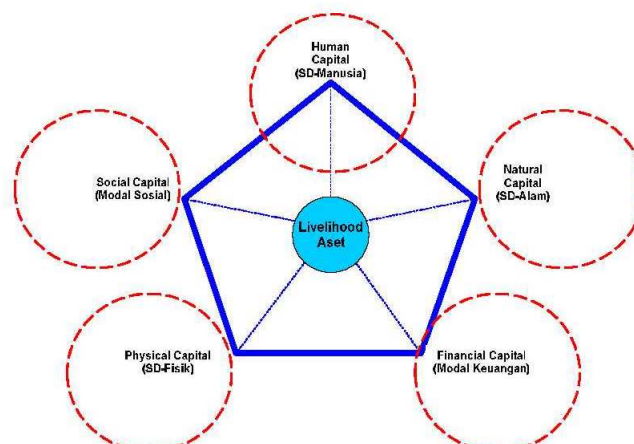 Human
Capital
(SD-Manusia)
Social Capital
(Modal Sosial)
Natural
Capital
(SD-Alam)
Livelihood
Aset
Physical Capital
(SD-Fisik)
Financial Capital
(Modal Keuangan)